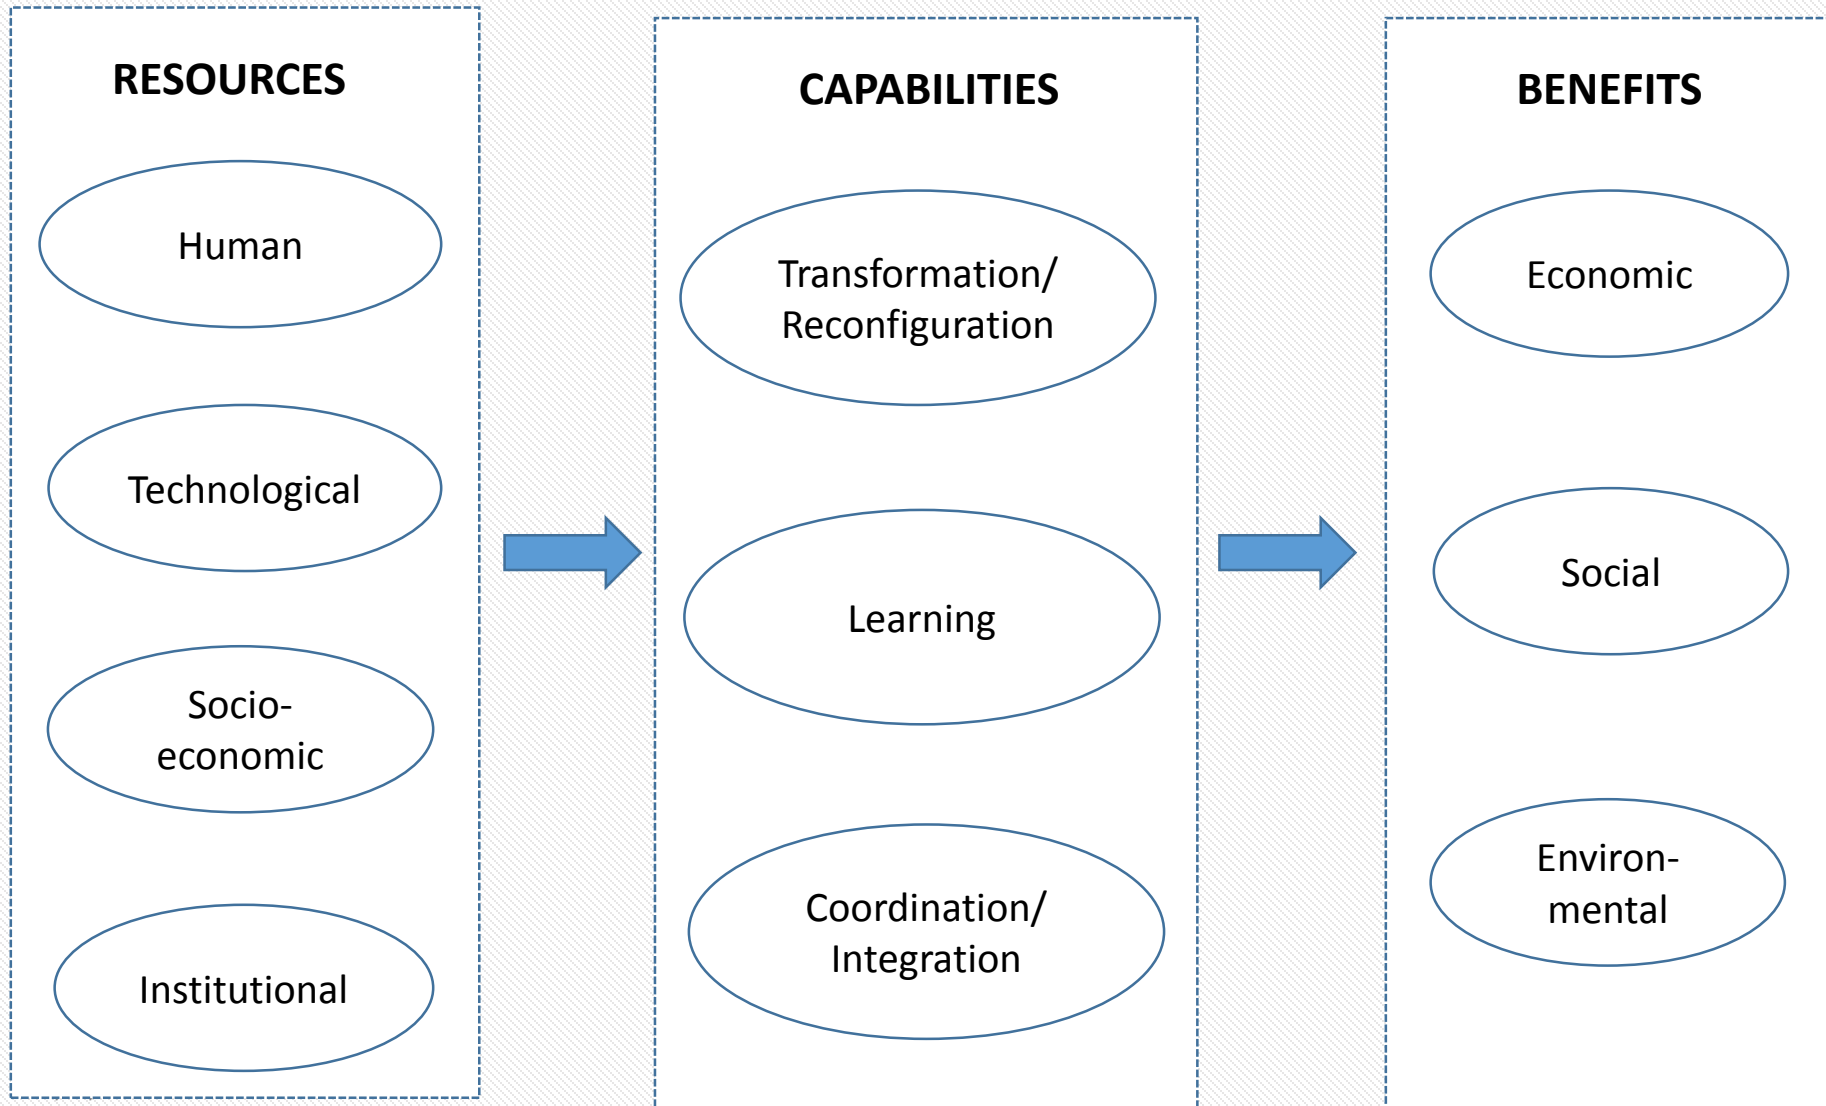 RESOURCES
Human
Technological
Socio-
economic
Institutional
CAPABILITIES
Transformation/
Reconfiguration
Learning
Coordination/
Integration
BENEFITS
Economic
Social
Environ-
mental